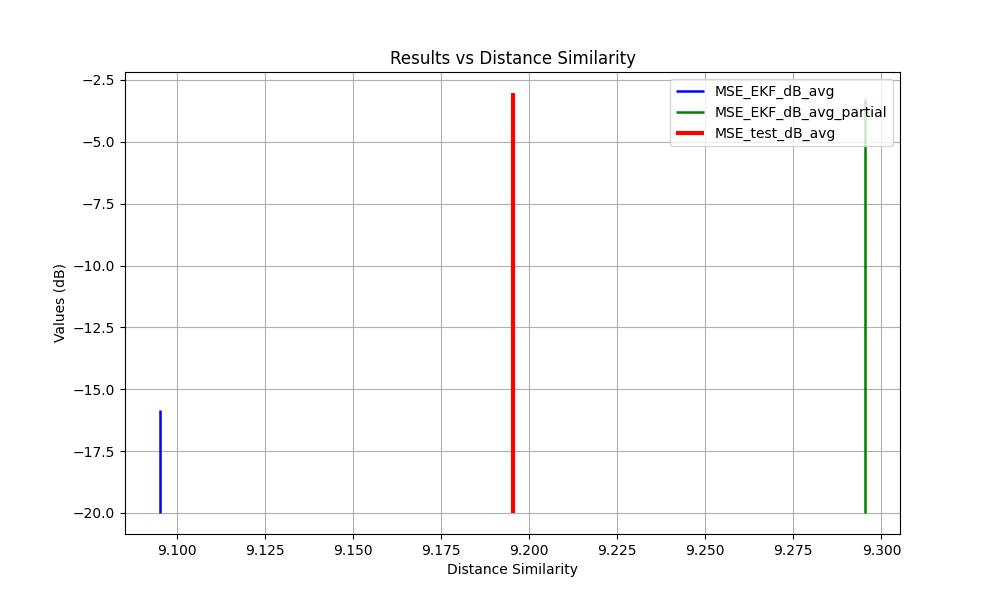 Results vs Distance Similarity
MSE_EKF_dB_avg
MSE_EKF_dB_avg_partial
MSE_test_dB_avg
Values (dB)
−2.5
−5.0
−7.5
−10.0
−12.5
−15.0
−17.5
−20.0
9.100 9.125 9.150 9.175 9.200 9.225 9.250 9.275 9.300
Distance Similarity